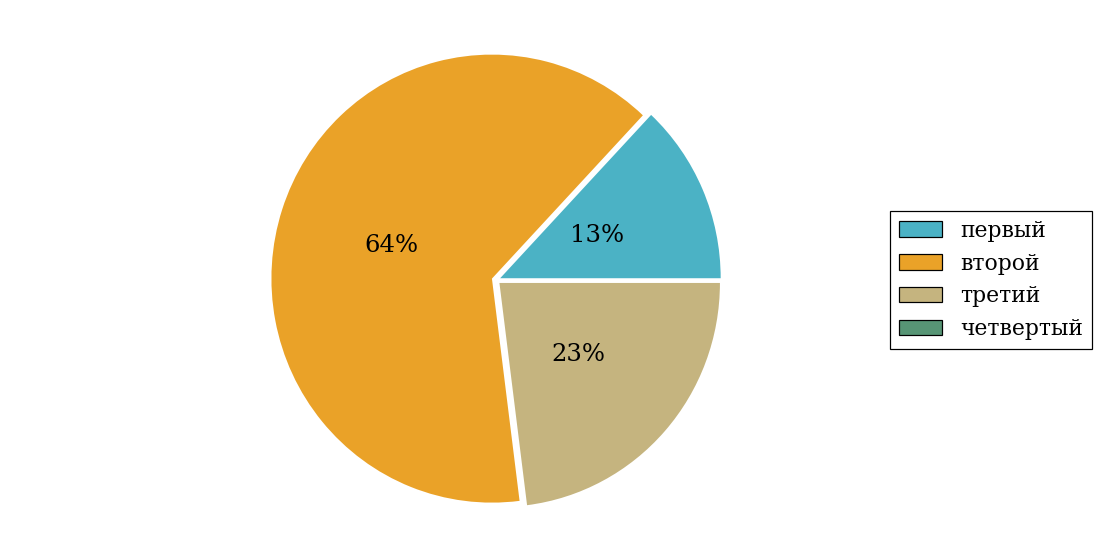 64%
13%
23%
первый
второй
третий
четвертый